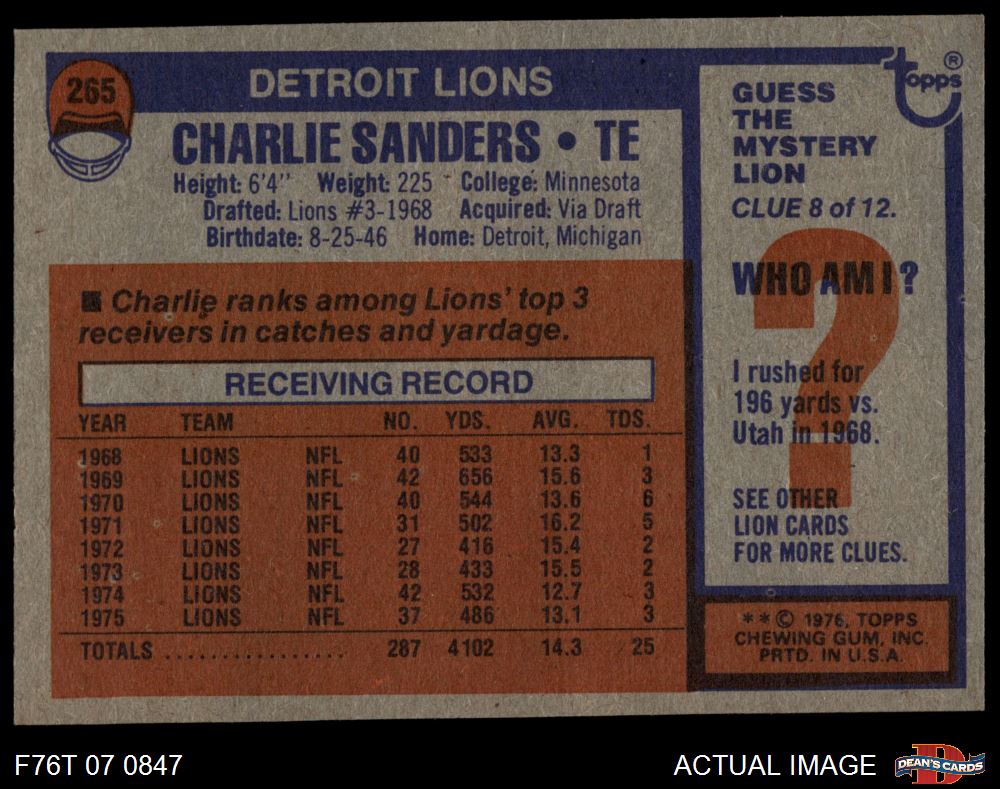 265
DETROIT LIONS
CHARLIE SANDERS • TE
Height: 6'4" Weight: 225 College: Minnesota
Drafted: Lions #3-1968 Acquired: Via Draft
Birthdate: 8-25-46 Home: Detroit, Michigan
■ Charlie ranks among Lions' top 3
receivers in catches and yardage.
RECEIVING RECORD
YEAR TEAM NO. YDS. AVG. TDS.
1968 LIONS NFL 40 533 13.3 1
1969 LIONS NFL 42 656 15.6 3
1970 LIONS NFL 40 544 13.6 6
1971 LIONS NFL 31 502 16.2 5
1972 LIONS NFL 27 416 15.4 2
1973 LIONS NFL 28 433 15.5 2
1974 LIONS NFL 42 532 12.7 3
1975 LIONS NFL 37 486 13.1 3
TOTALS ................ 287 4102 14.3 25
topps ®
GUESS
THE
MYSTERY
LION
CLUE 8 of 12.
?
WHO AM I?
I rushed for
196 yards vs.
Utah in 1968.
SEE OTHER
LION CARDS
FOR MORE CLUES.
* * © 1976, TOPPS
CHEWING GUM, INC.
PRTD. IN U.S.A.
F76T 07 0847
ACTUAL IMAGE
D
DEAN'S CARDS